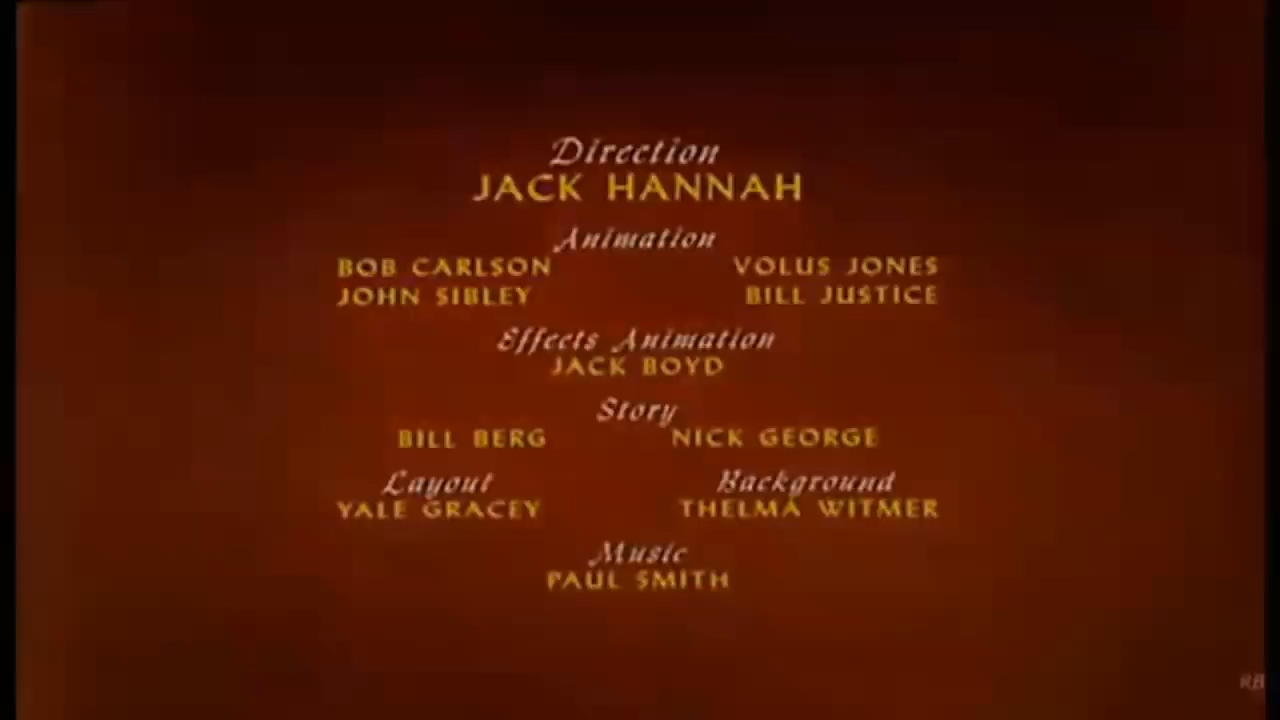 Direction
JACK HANNAH
Animation
BOB CARLSON VOLUS JONES
JOHN SIBLEY BILL JUSTICE
Effects Animation
JACK BOYD
Story
BILL BERG NICK GEORGE
Layout Background
YALE GRACEY THELMA WITMER
Music
PAUL SMITH
RB